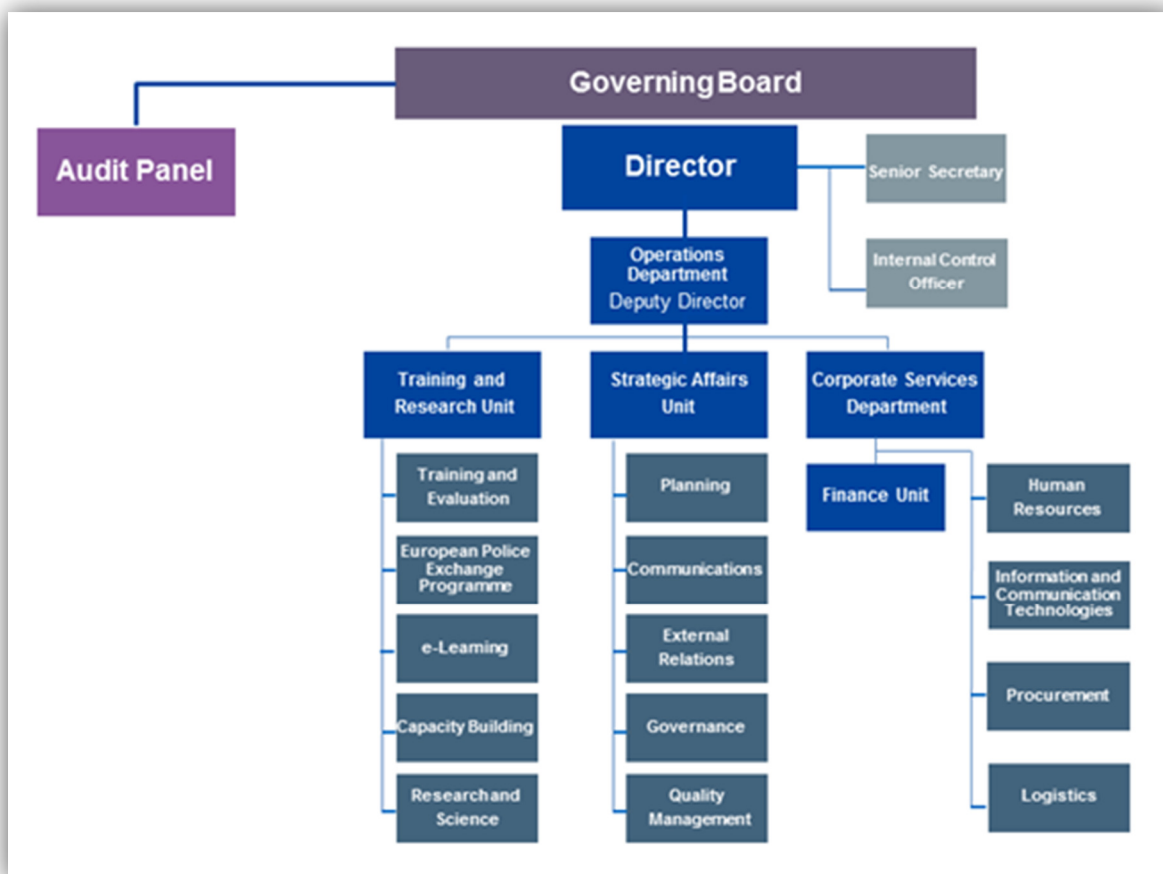 Governing Board
Audit Panel
Director
Senior Secretary
Operations
Department
Deputy Director
Internal Control
Officer
Training and
Research Unit
Strategic Affairs
Unit
Corporate Services
Department
Training and
Evaluation
European Police
Exchange
Programme
e-Learning
Capacity Building
Research and
Science
Planning
Communications
External
Relations
Governance
Quality
Management
Finance Unit
Human
Resources
Information and
Communication
Technologies
Procurement
Logistics